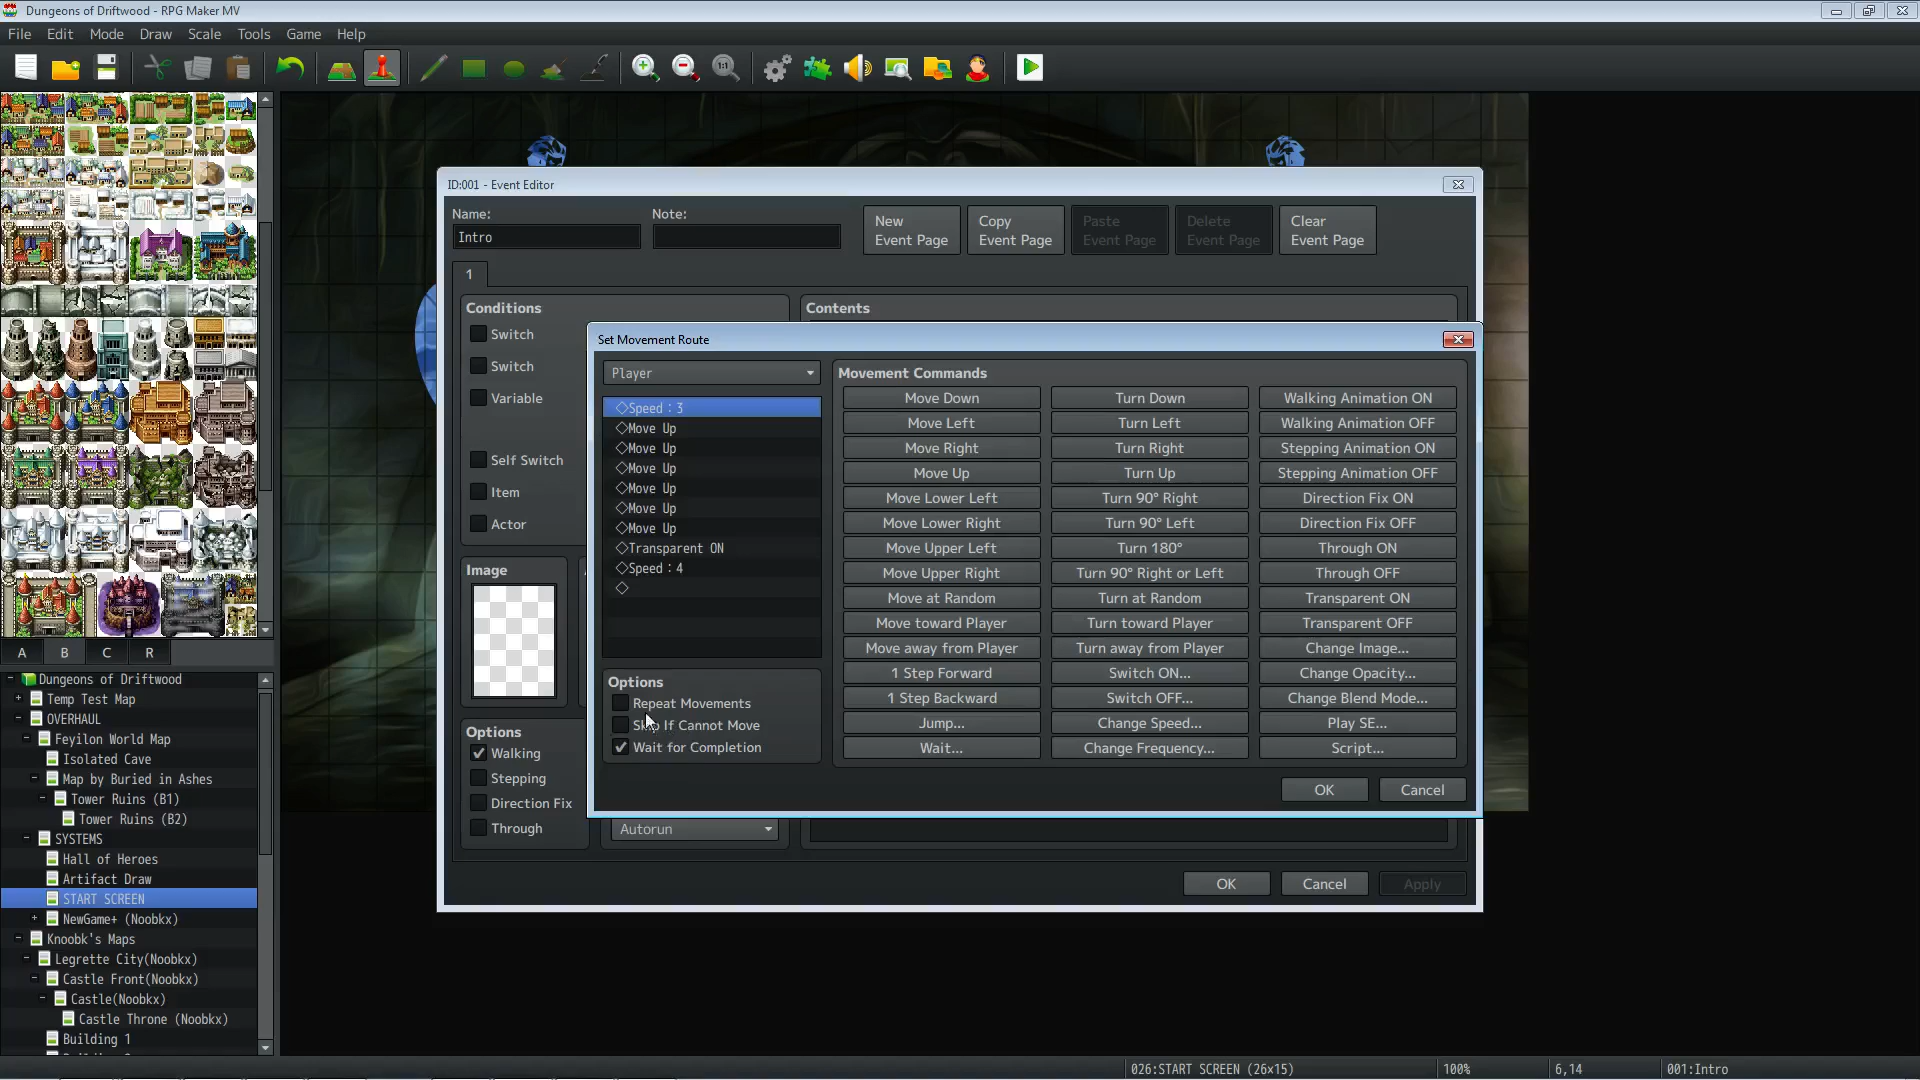 Dungeons of Driftwood - RPG Maker MV
File Edit Mode Draw Scale Tools Game Help
1:1
ID:001 - Event Editor
Name: Note:
Intro
New Event Page
Copy Event Page
Paste Event Page
Delete Event Page
Clear Event Page
1
Conditions
Switch
Switch
Variable
Self Switch
Item
Actor
Image
Options
Walking
Stepping
Direction Fix
Through
Autorun
Contents
OK Cancel Apply
Set Movement Route
Player
◇Speed : 3
◇Move Up
◇Move Up
◇Move Up
◇Move Up
◇Move Up
◇Move Up
◇Transparent ON
◇Speed : 4
◇
Options
Repeat Movements
Skip If Cannot Move
Wait for Completion
Movement Commands
Move Down Turn Down Walking Animation ON
Move Left Turn Left Walking Animation OFF
Move Right Turn Right Stepping Animation ON
Move Up Turn Up Stepping Animation OFF
Move Lower Left Turn 90° Right Direction Fix ON
Move Lower Right Turn 90° Left Direction Fix OFF
Move Upper Left Turn 180° Through ON
Move Upper Right Turn 90° Right or Left Through OFF
Move at Random Turn at Random Transparent ON
Move toward Player Turn toward Player Transparent OFF
Move away from Player Turn away from Player Change Image...
1 Step Forward Switch ON... Change Opacity...
1 Step Backward Switch OFF... Change Blend Mode...
Jump... Change Speed... Play SE...
Wait... Change Frequency... Script...
OK Cancel
A B C R
Dungeons of Driftwood
Temp Test Map
OVERHAUL
Feyilon World Map
Isolated Cave
Map by Buried in Ashes
Tower Ruins (B1)
Tower Ruins (B2)
SYSTEMS
Hall of Heroes
Artifact Draw
START SCREEN
NewGame+ (Noobkx)
Knoobk's Maps
Legrette City(Noobkx)
Castle Front(Noobkx)
Castle(Noobkx)
Castle Throne (Noobkx)
Building 1
026:START SCREEN (26×15) 100% 6,14 001:Intro